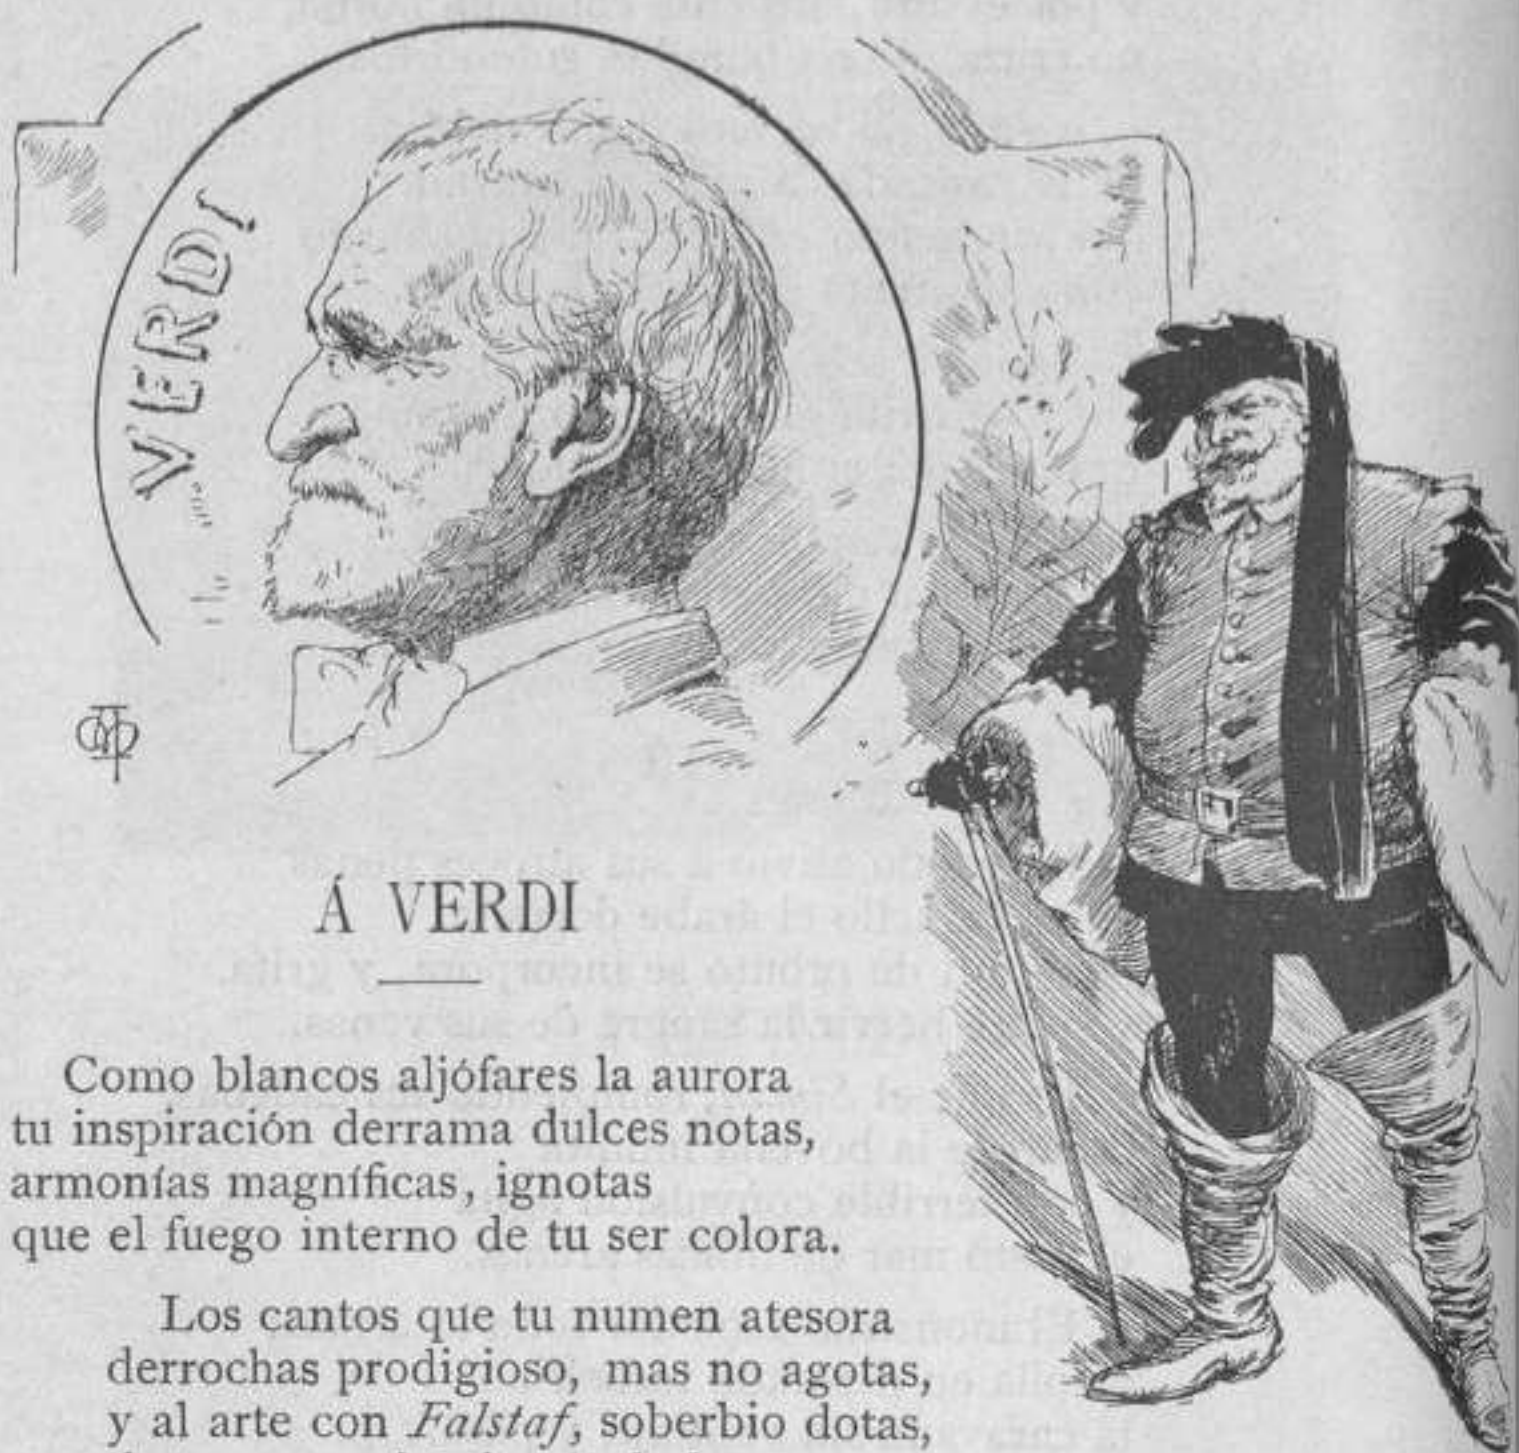 VERDI
Á VERDI
Como blancos aljófares la aurora
tu inspiración derrama dulces notas,
armonías magníficas, ignotas
que el fuego interno de tu ser colora.
Los cantos que tu numen atesora
derrochas prodigioso, mas no agotas,
y al arte con Falstaf, soberbio dotas,